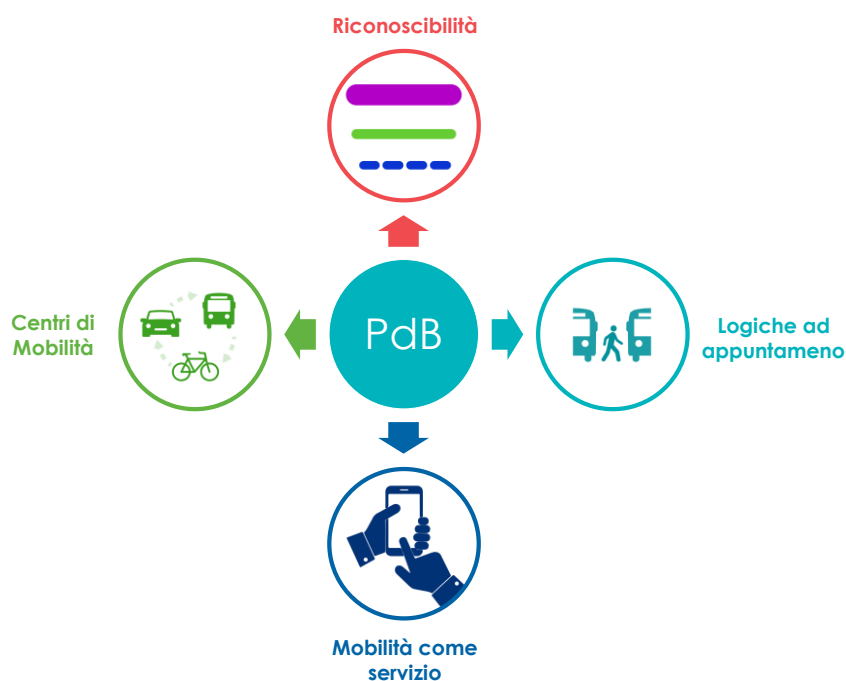 Riconoscibilità
Centri di
Mobilità
PdB
Logiche ad
appuntameno
Mobilità come
servizio